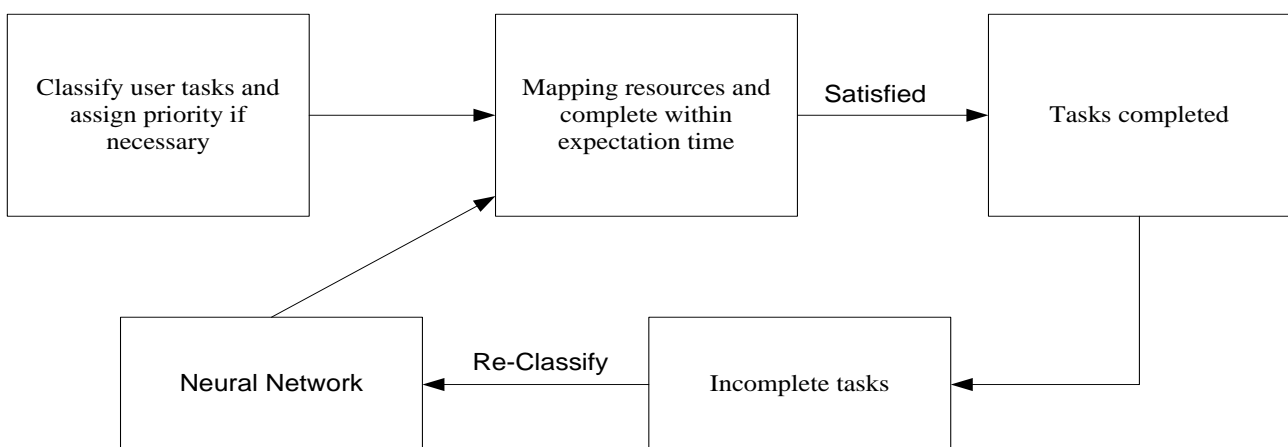 Classify user tasks and
assign priority if
necessary
Mapping resources and
complete within
expectation time
Satisfied
Tasks completed
Neural Network
Re-Classify
Incomplete tasks